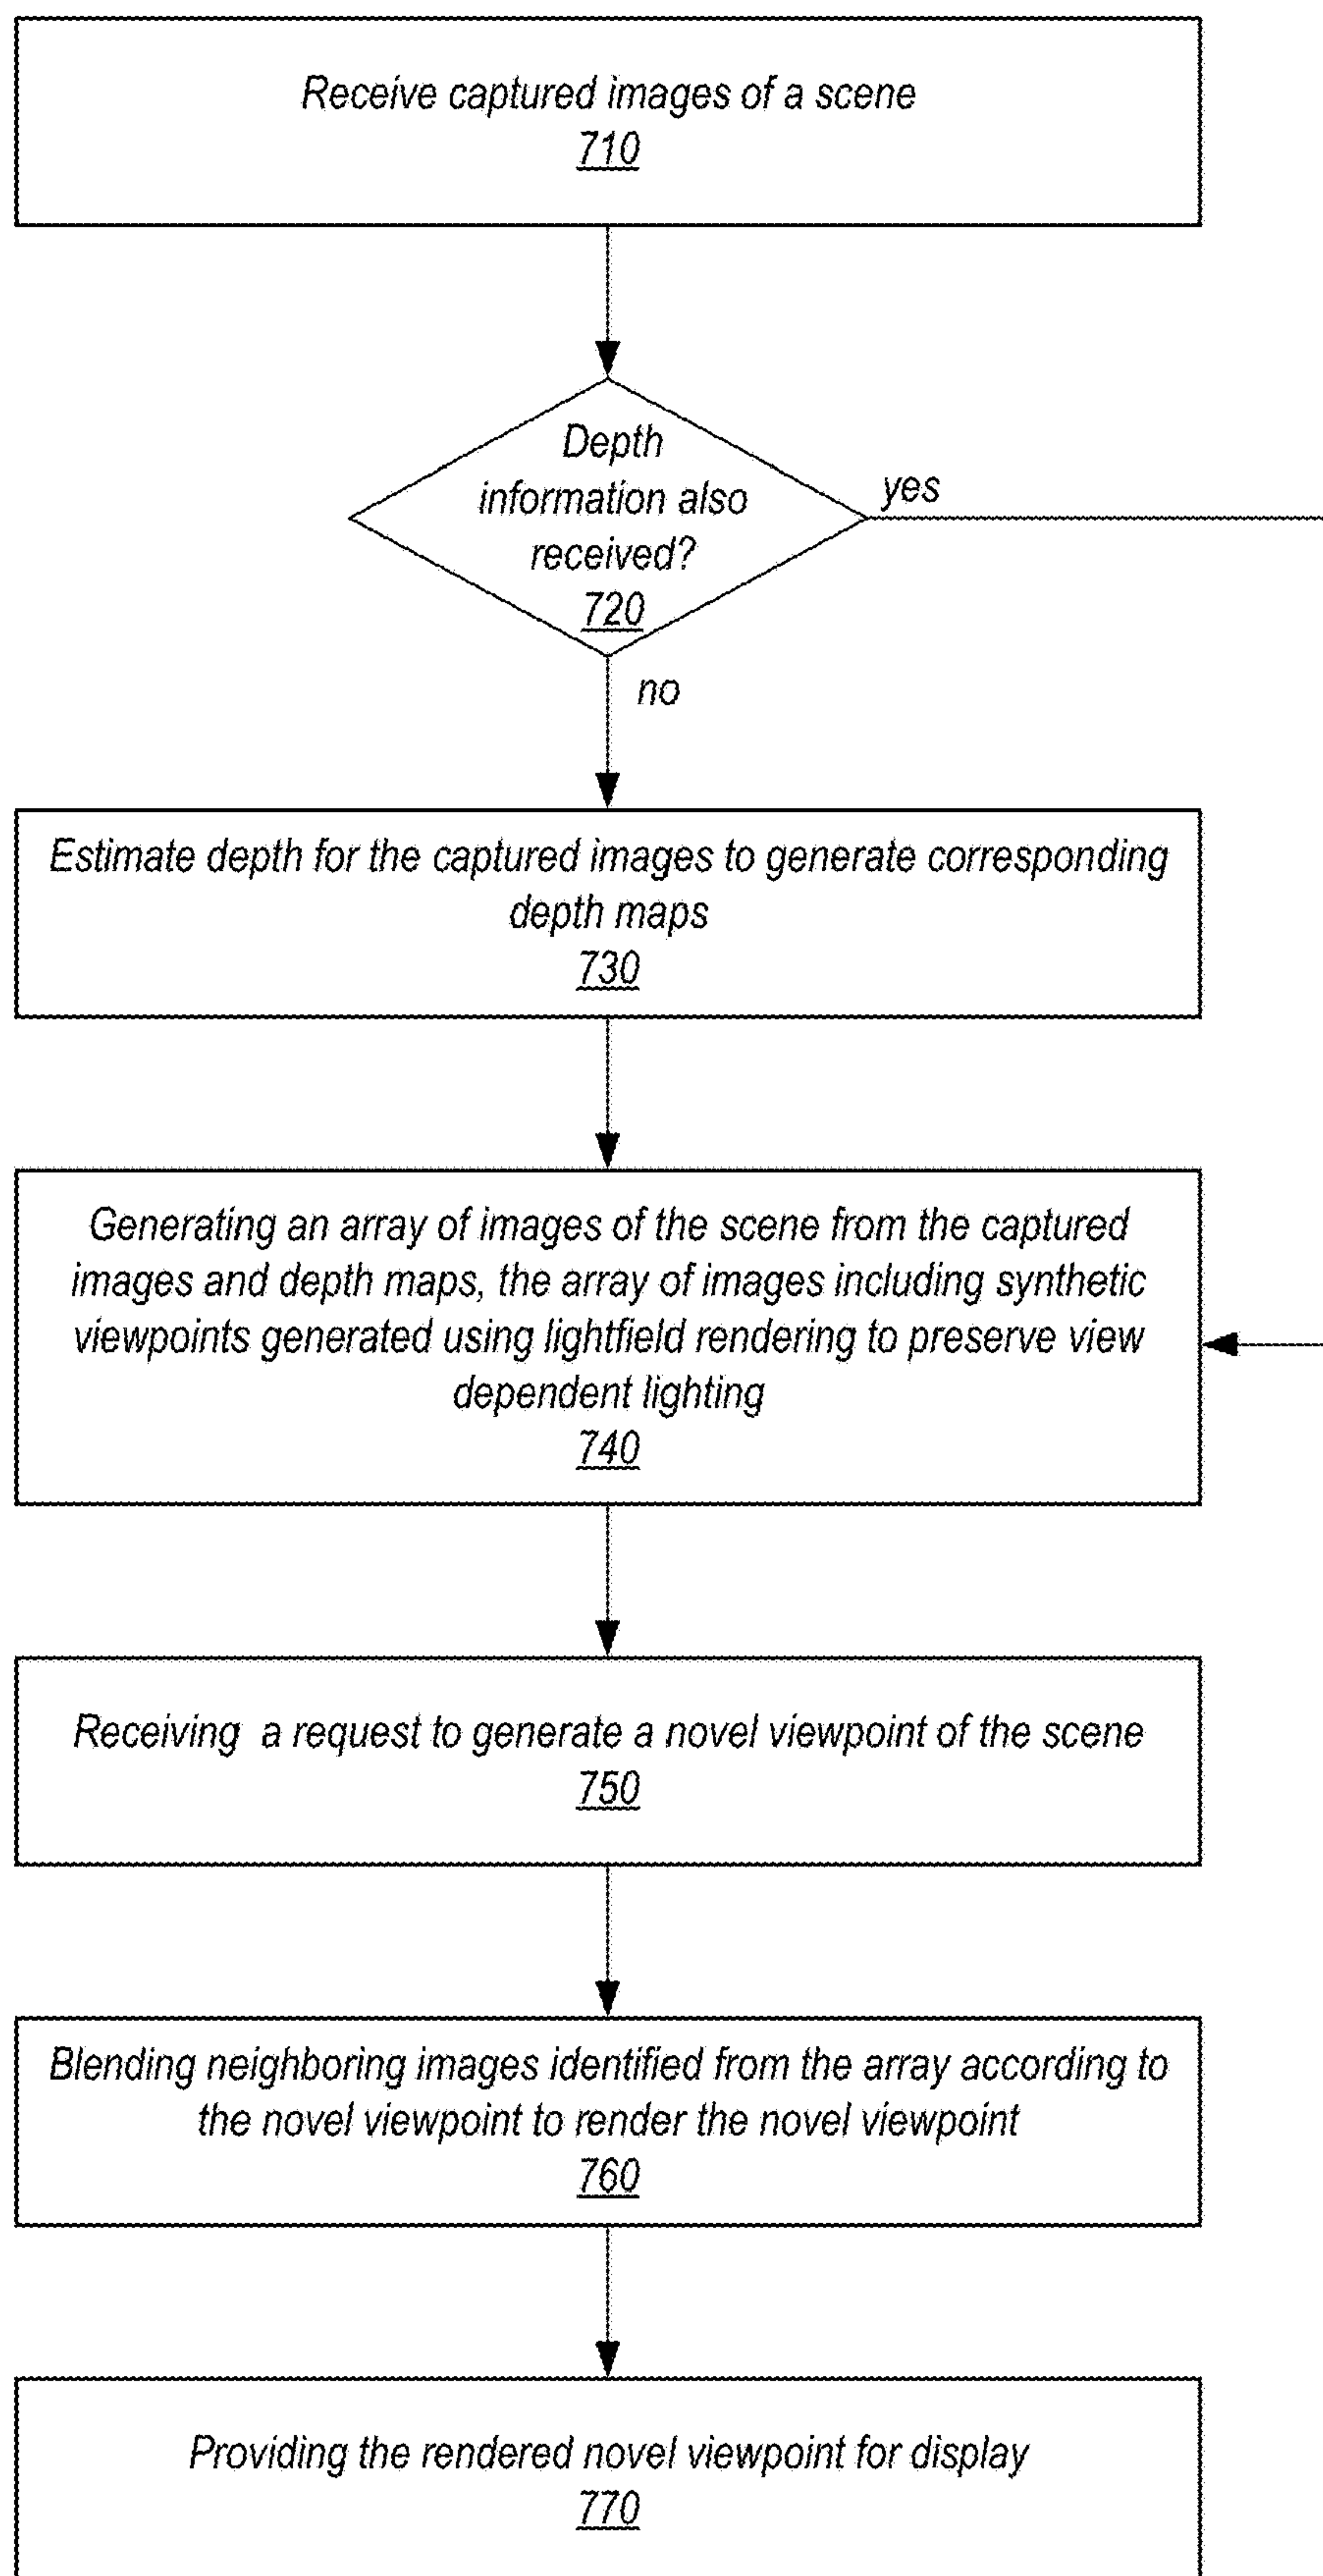 Receive captured images of a scene
710
Depth
information also
received?
720
yes
no
Estimate depth for the captured images to generate corresponding
depth maps
730
Generating an array of images of the scene from the captured
images and depth maps, the array of images including synthetic
viewpoints generated using lightfield rendering to preserve view
dependent lighting
740
Receiving a request to generate a novel viewpoint of the scene
750
Blending neighboring images identified from the array according to
the novel viewpoint to render the novel viewpoint
760
Providing the rendered novel viewpoint for display
770